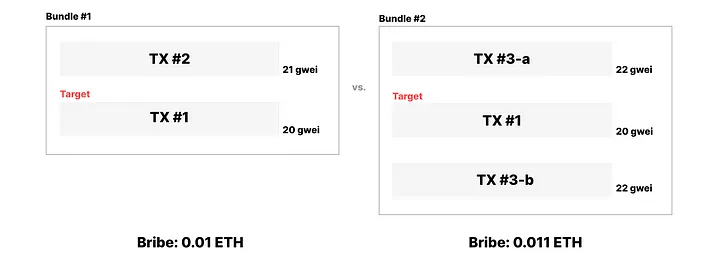 Bundle #1
TX #2
21 gwei
Target
TX #1
20 gwei
Bribe: 0.01 ETH
vs.
Bundle #2
TX #3-a
22 gwei
Target
TX #1
20 gwei
TX #3-b
22 gwei
Bribe: 0.011 ETH